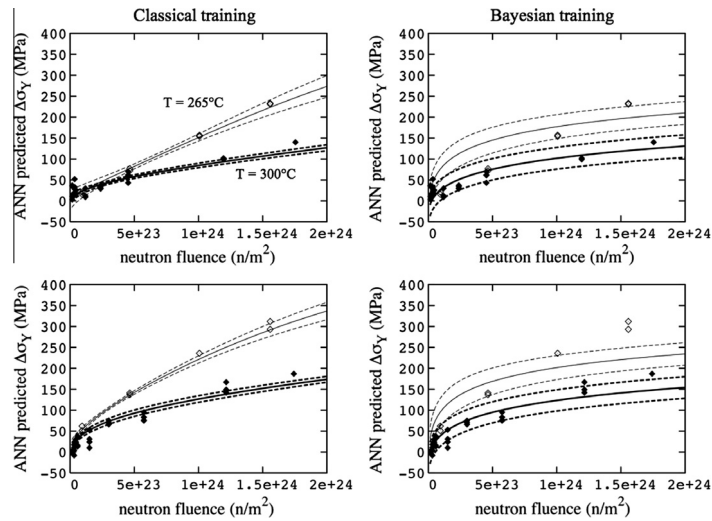 Classical training
Bayesian training
ANN predicted ΔσY (MPa)
400
350
300
250
200
150
100
50
0
-50
T = 265°C
T = 300°C
0
5e+23
1e+24
1.5e+24
2e+24
neutron fluence (n/m²)
ANN predicted ΔσY (MPa)
400
350
300
250
200
150
100
50
0
-50
0
5e+23
1e+24
1.5e+24
2e+24
neutron fluence (n/m²)
ANN predicted ΔσY (MPa)
400
350
300
250
200
150
100
50
0
-50
0
5e+23
1e+24
1.5e+24
2e+24
neutron fluence (n/m²)
ANN predicted ΔσY (MPa)
400
350
300
250
200
150
100
50
0
-50
0
5e+23
1e+24
1.5e+24
2e+24
neutron fluence (n/m²)